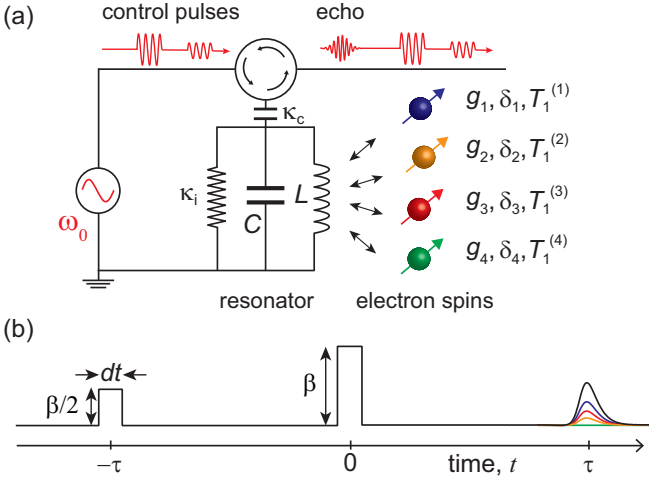 (a) control pulses echo
κc
g1, δ1, T1(1)
g2, δ2, T1(2)
κi C L
g3, δ3, T1(3)
ω0
g4, δ4, T1(4)
resonator electron spins
(b)
dt
β/2 β
−τ 0 time, t τ